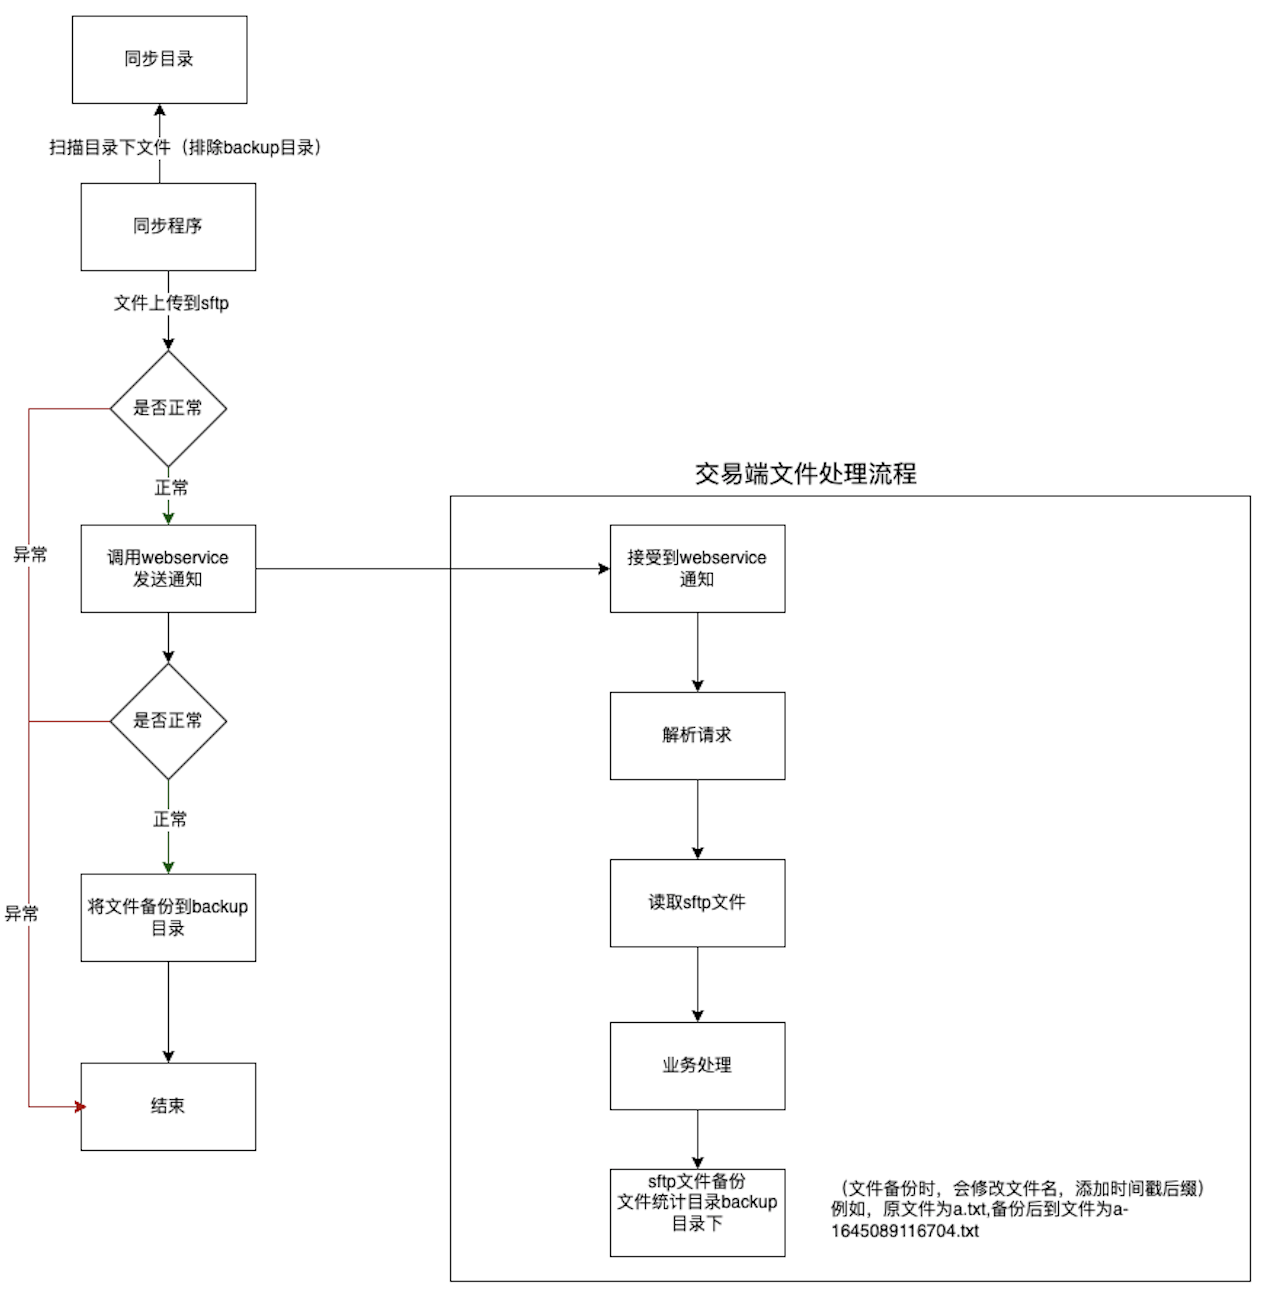 同步目录
扫描目录下文件（排除backup目录）
同步程序
文件上传到sftp
是否正常
正常
异常
调用webservice
发送通知
是否正常
正常
将文件备份到backup
目录
异常
结束
交易端文件处理流程
接受到webservice
通知
解析请求
读取sftp文件
业务处理
sftp文件备份
文件统计目录backup
目录下
（文件备份时，会修改文件名，添加时间戳后缀）
例如，原文件为a.txt,备份后到文件为a-
1645089116704.txt